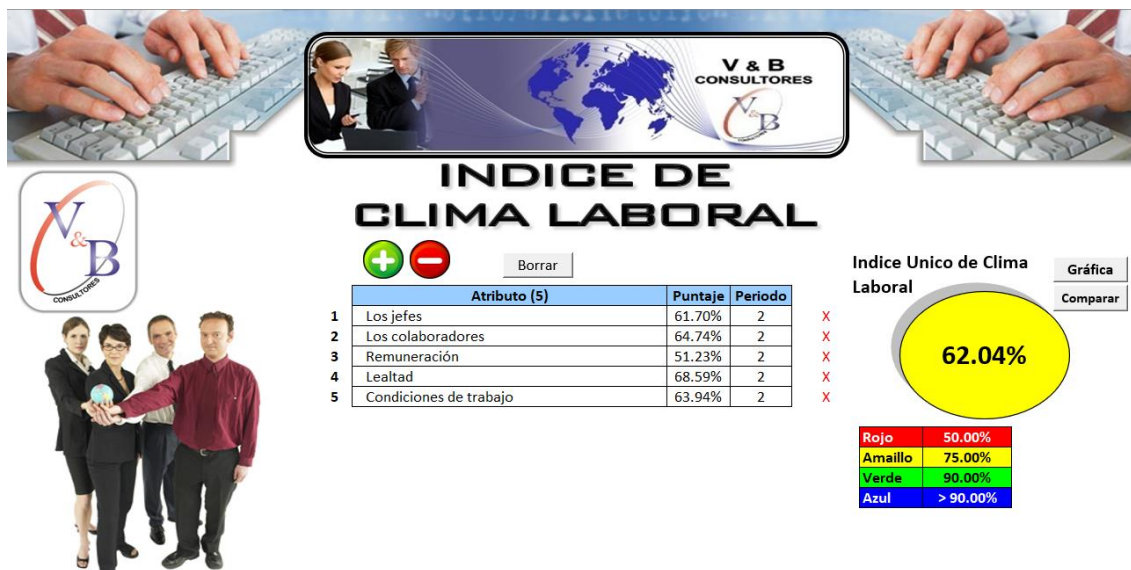 V & B
CONSULTORES
V&B
INDICE DE
CLIMA LABORAL
V&B
CONSULTORES
Borrar
Indice Unico de Clima
Laboral
Gráfica
Comparar
Atributo (5) Puntaje Periodo
1 Los jefes 61.70% 2 X
2 Los colaboradores 64.74% 2 X
3 Remuneración 51.23% 2 X
4 Lealtad 68.59% 2 X
5 Condiciones de trabajo 63.94% 2 X
62.04%
Rojo 50.00%
Amaillo 75.00%
Verde 90.00%
Azul > 90.00%